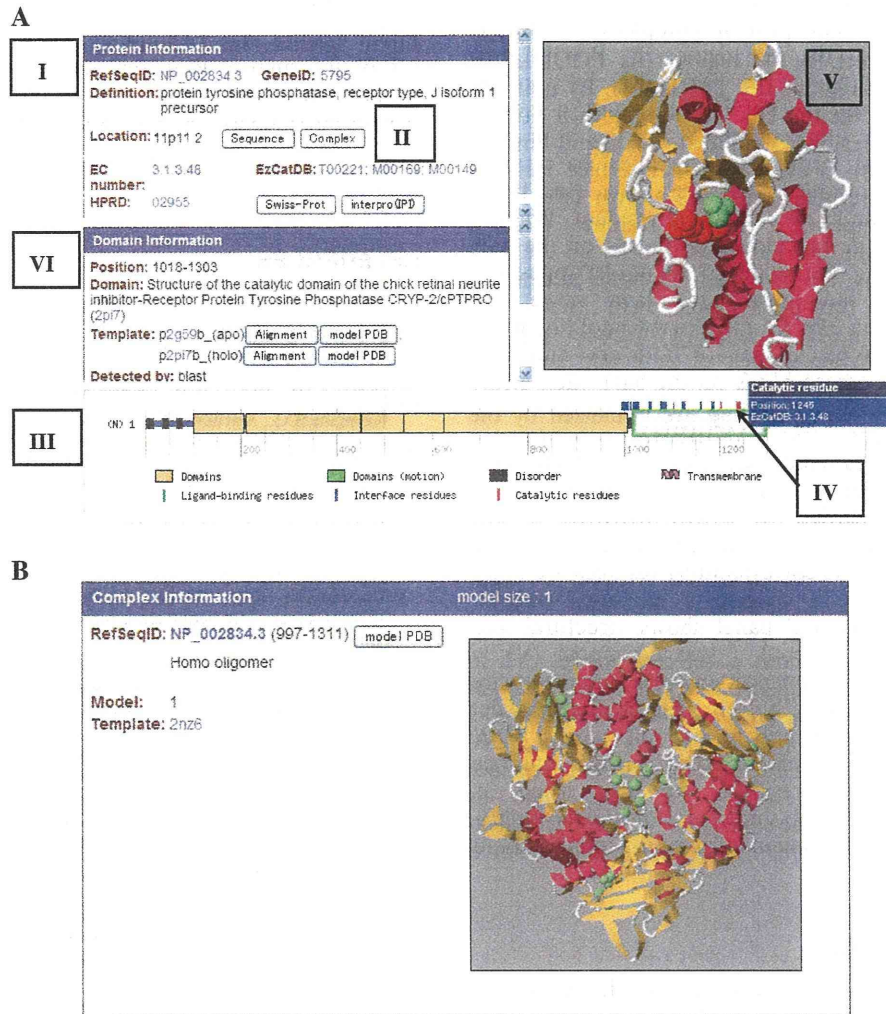 A
I
Protein Information
RefSeqID: NP_002834.3 GeneID: 5795
Definition: protein tyrosine phosphatase, receptor type, J isoform 1
precursor
Location: 11p11.2 Sequence Complex
II
EC number: 3.1.3.48 EzCatDB: T00221; M00169; M00149
HPRD: 02955 Swiss-Prot interpro(IPI)
V
VI
Domain Information
Position: 1018-1303
Domain: Structure of the catalytic domain of the chick retinal neurite
inhibitor-Receptor Protein Tyrosine Phosphatase CRYP-2/cPTPRO
(2pi7)
Template: p2g59b_(apo) Alignment model PDB ,
p2pi7b_(holo) Alignment model PDB
Detected by: blast
III
(N) 1
Catalytic residue
Position: 1245
EzCatDB: 3.1.3.48
200 400 600 800 1000 1200
IV
Domains Domains (motion) Disorder Transmembrane
Ligand-binding residues Interface residues Catalytic residues
B
Complex Information model size : 1
RefSeqID: NP_002834.3 (997-1311) model PDB
Homo oligomer
Model: 1
Template: 2nz6